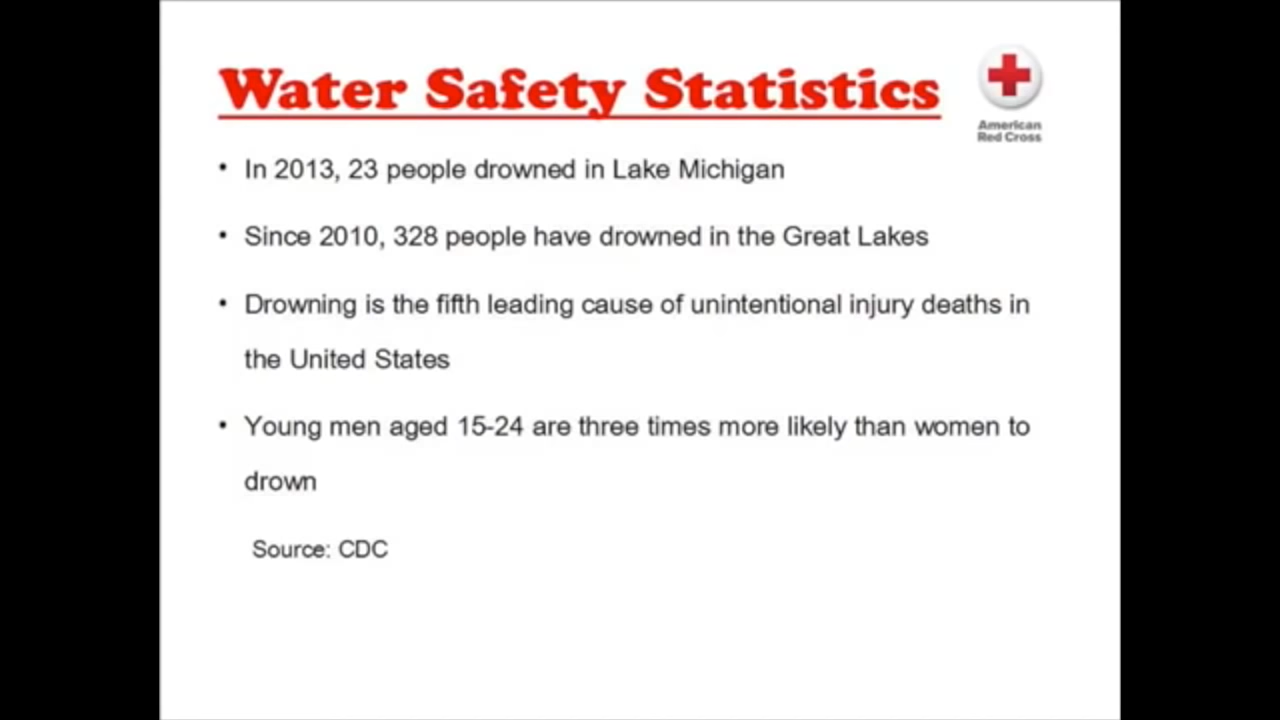 Water Safety Statistics
American
Red Cross
• In 2013, 23 people drowned in Lake Michigan
• Since 2010, 328 people have drowned in the Great Lakes
• Drowning is the fifth leading cause of unintentional injury deaths in
the United States
• Young men aged 15-24 are three times more likely than women to
drown
Source: CDC